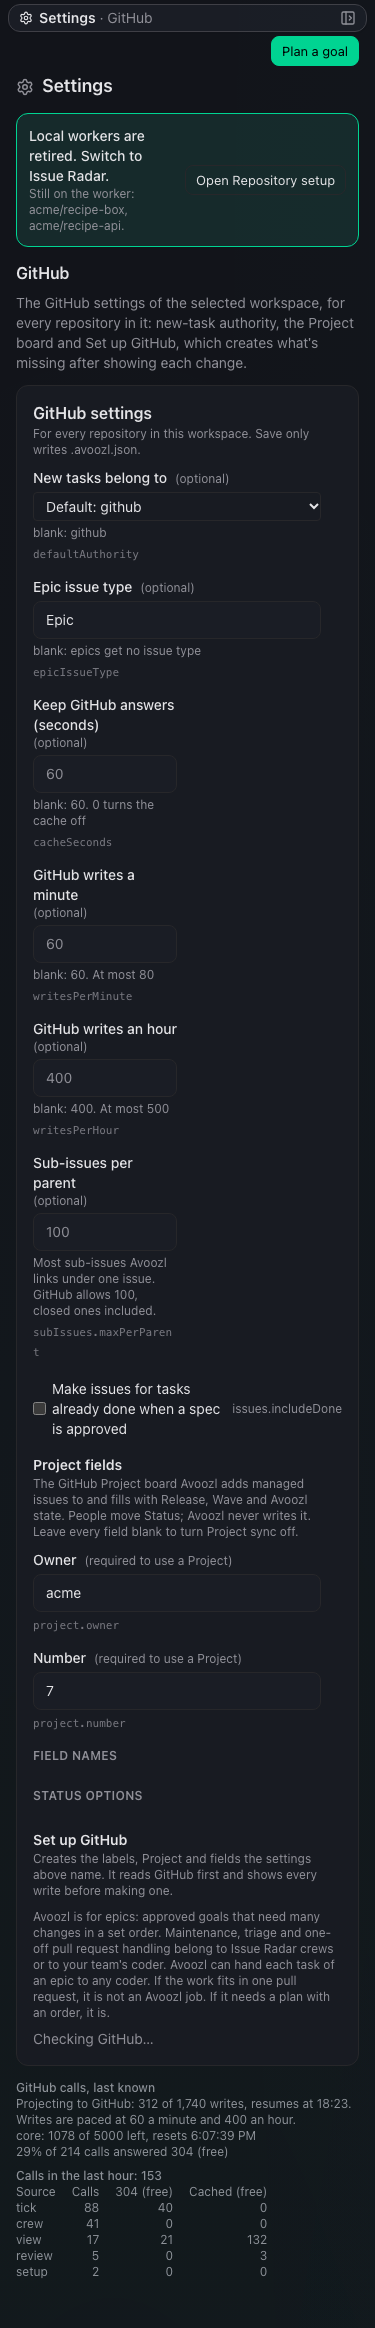 Settings · GitHub
Plan a goal
Settings
Local workers are
retired. Switch to
Issue Radar.
Still on the worker:
acme/recipe-box,
acme/recipe-api.
Open Repository setup
GitHub
The GitHub settings of the selected workspace, for
every repository in it: new-task authority, the Project
board and Set up GitHub, which creates what's
missing after showing each change.
GitHub settings
For every repository in this workspace. Save only
writes .avoozl.json.
New tasks belong to (optional)
Default: github
blank: github
defaultAuthority
Epic issue type (optional)
Epic
blank: epics get no issue type
epicIssueType
Keep GitHub answers
(seconds)
(optional)
60
blank: 60. 0 turns the
cache off
cacheSeconds
GitHub writes a
minute
(optional)
60
blank: 60. At most 80
writesPerMinute
GitHub writes an hour
(optional)
400
blank: 400. At most 500
writesPerHour
Sub-issues per
parent
(optional)
100
Most sub-issues Avoozl
links under one issue.
GitHub allows 100,
closed ones included.
subIssues.maxPerParen
t
Make issues for tasks
already done when a spec
is approved
issues.includeDone
Project fields
The GitHub Project board Avoozl adds managed
issues to and fills with Release, Wave and Avoozl
state. People move Status; Avoozl never writes it.
Leave every field blank to turn Project sync off.
Owner (required to use a Project)
acme
project.owner
Number (required to use a Project)
7
project.number
FIELD NAMES
STATUS OPTIONS
Set up GitHub
Creates the labels, Project and fields the settings
above name. It reads GitHub first and shows every
write before making one.
Avoozl is for epics: approved goals that need many
changes in a set order. Maintenance, triage and one-
off pull request handling belong to Issue Radar crews
or to your team's coder. Avoozl can hand each task of
an epic to any coder. If the work fits in one pull
request, it is not an Avoozl job. If it needs a plan with
an order, it is.
Checking GitHub…
GitHub calls, last known
Projecting to GitHub: 312 of 1,740 writes, resumes at 18:23.
Writes are paced at 60 a minute and 400 an hour.
core: 1078 of 5000 left, resets 6:07:39 PM
29% of 214 calls answered 304 (free)
Calls in the last hour: 153
Source Calls 304 (free) Cached (free)
tick 88 40 0
crew 41 0 0
view 17 21 132
review 5 0 3
setup 2 0 0